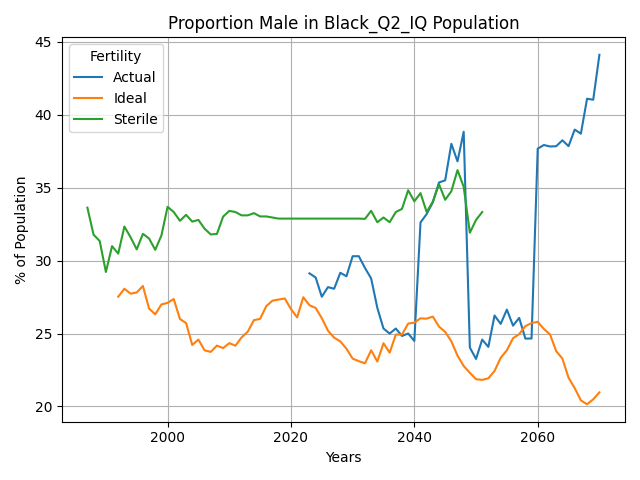 Proportion Male in Black_Q2_IQ Population
% of Population
45
40
35
30
25
20
Fertility
Actual
Ideal
Sterile
2000
2020
2040
2060
Years